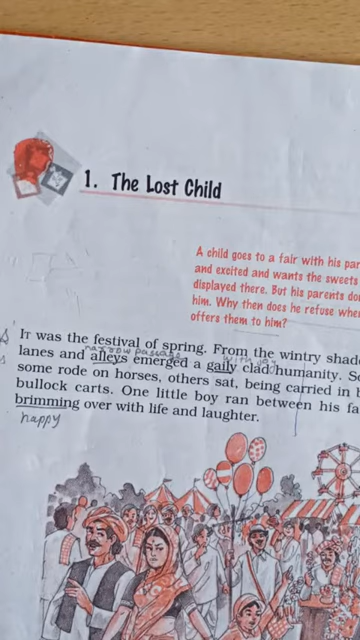 1. The Lost Child
A child goes to a fair with his par
and excited and wants the sweets
displayed there. But his parents do
him. Why then does he refuse whe
offers them to him?
IT was the festival of spring. From the wintry shad
narrow passage
lanes and alleys emerged a gaily clad humanity. S
some rode on horses, others sat, being carried in b
bullock carts. One little boy ran between his fa
brimming over with life and laughter.
happy